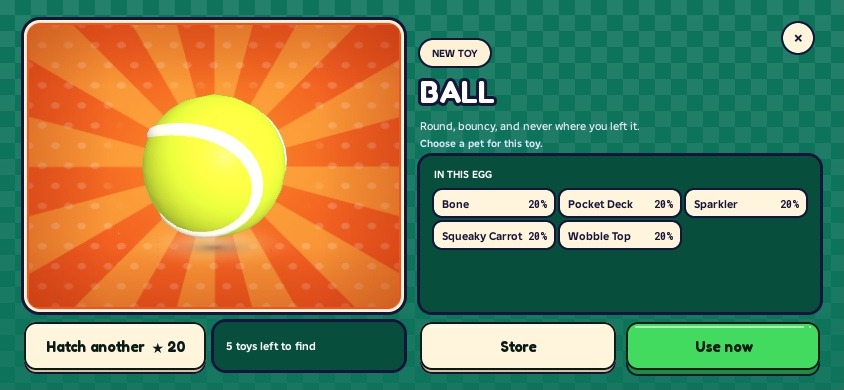 NEW TOY
×
BALL
Round, bouncy, and never where you left it.
Choose a pet for this toy.
IN THIS EGG
Bone 20%
Pocket Deck 20%
Sparkler 20%
Squeaky Carrot 20%
Wobble Top 20%
Hatch another ★ 20
5 toys left to find
Store
Use now